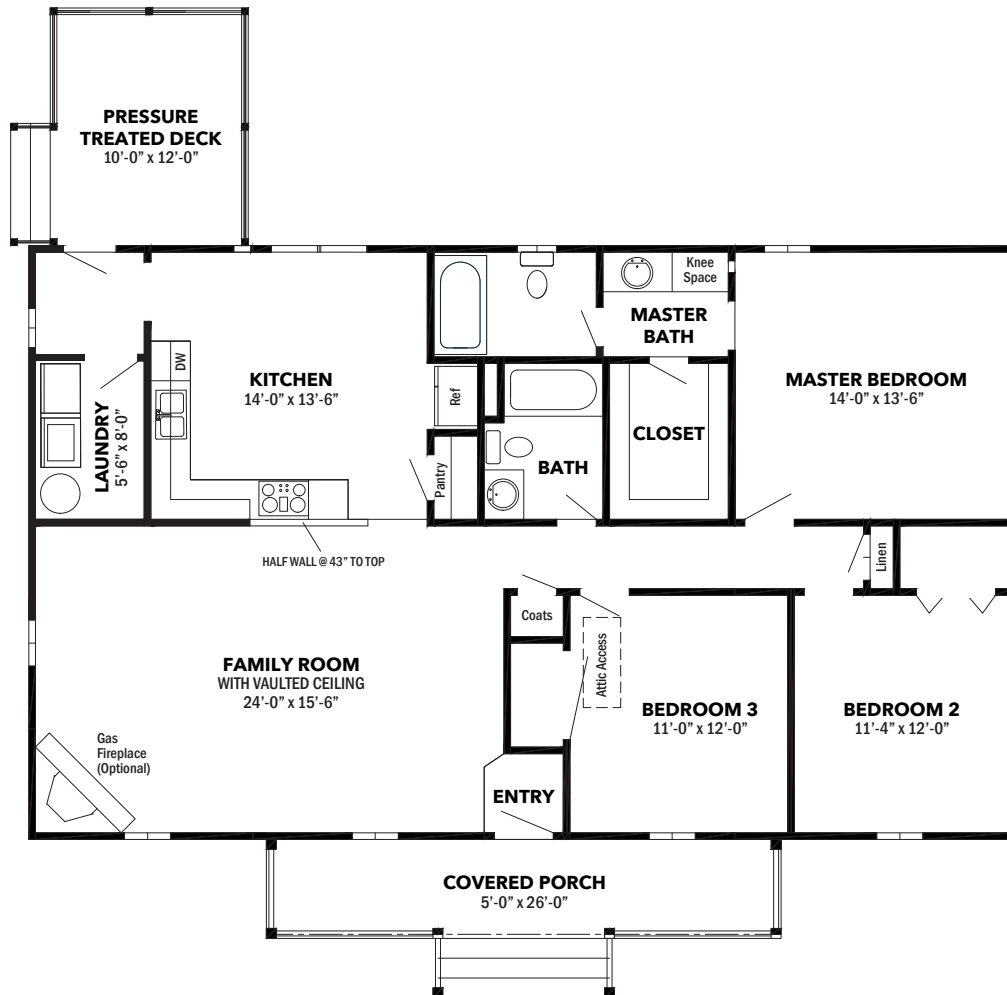 PRESSURE
TREATED DECK
10’-0” x 12’-0”
Knee
Space
MASTER
BATH
DW
KITCHEN
14’-0” x 13’-6”
Ref
MASTER BEDROOM
14’-0” x 13’-6”
LAUNDRY
5’-6” x 8’-0”
CLOSET
Pantry
BATH
HALF WALL @ 43” TO TOP
Linen
Coats
Attic Access
FAMILY ROOM
WITH VAULTED CEILING
24’-0” x 15’-6”
BEDROOM 3
11’-0” x 12’-0”
BEDROOM 2
11’-4” x 12’-0”
Gas
Fireplace
(Optional)
ENTRY
COVERED PORCH
5’-0” x 26’-0”